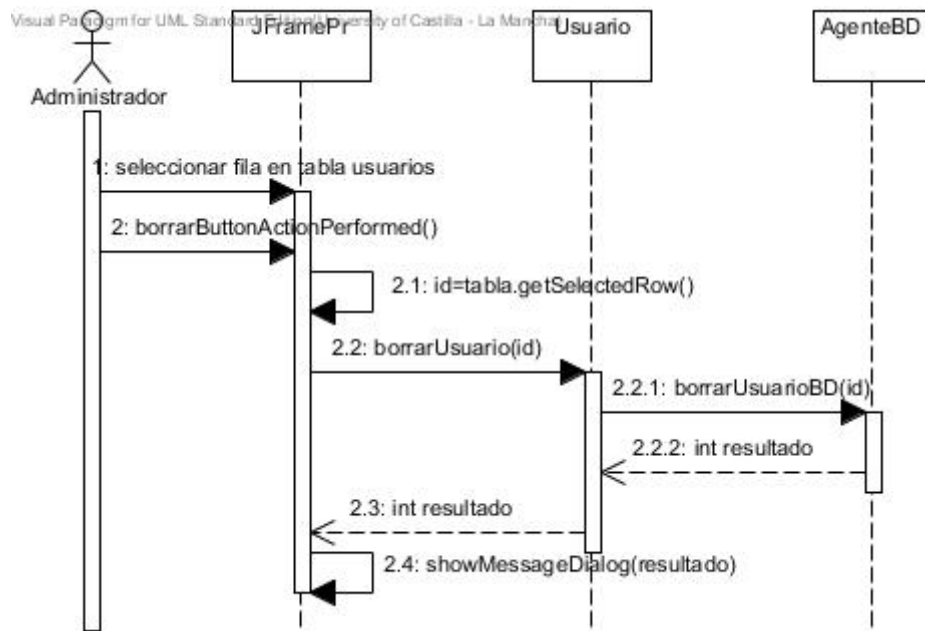 Visual Paradigm for UML Standard Edition(University of Castilla - La Mancha)
JFramePr
Usuario
AgenteBD
Administrador
1: seleccionar fila en tabla usuarios
2: borrarButtonActionPerformed()
2.1: id=tabla.getSelectedRow()
2.2: borrarUsuario(id)
2.2.1: borrarUsuarioBD(id)
2.2.2: int resultado
2.3: int resultado
2.4: showMessageDialog(resultado)